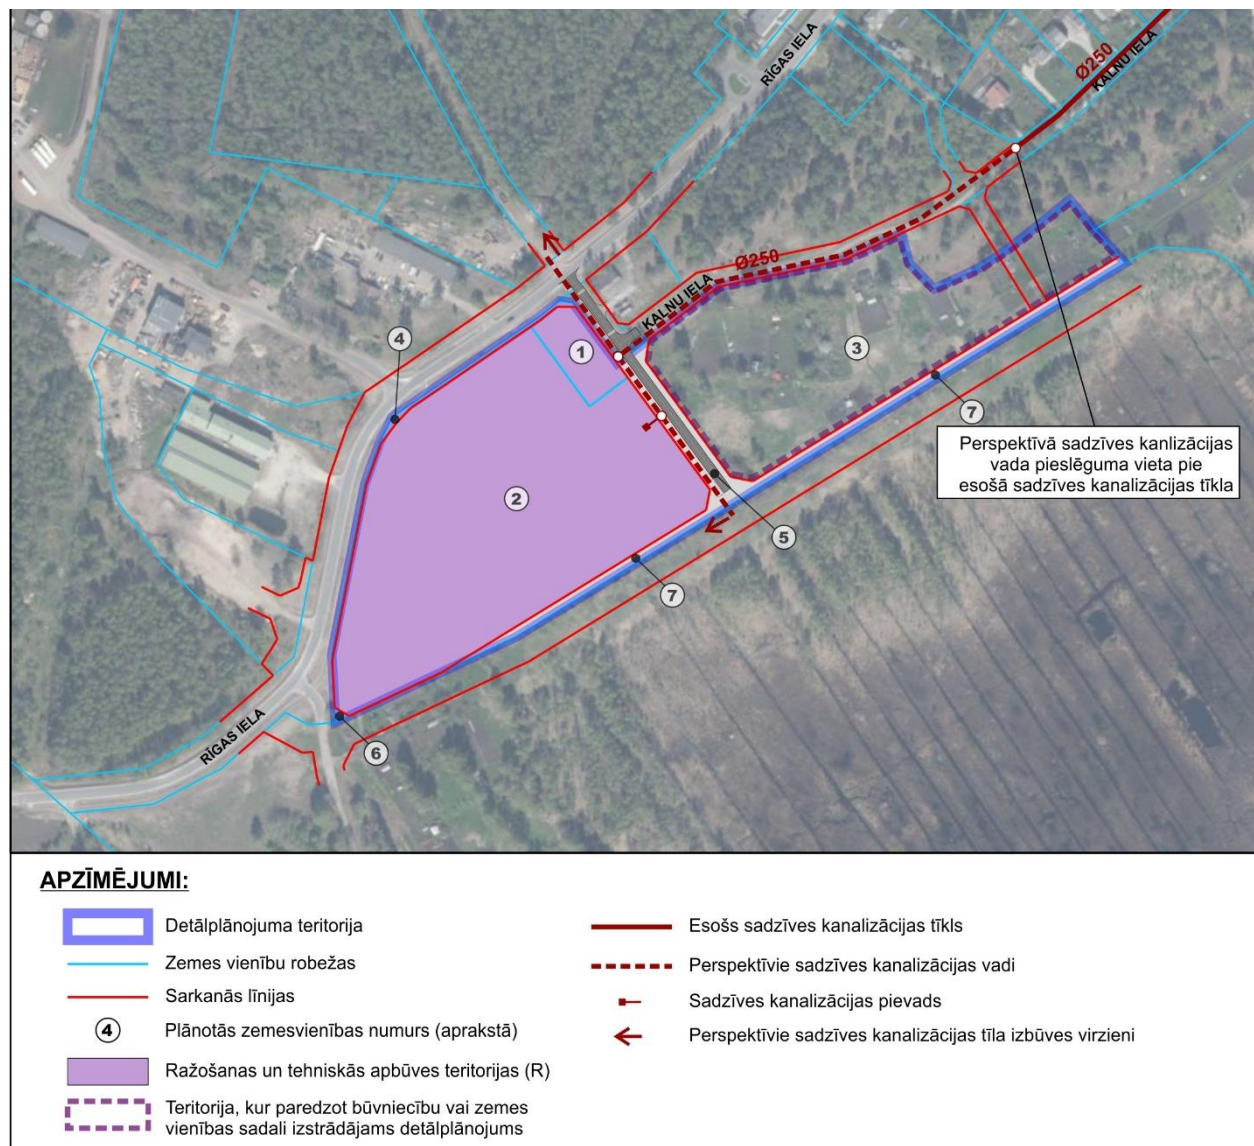 RĪGAS IELA
Ø250
KALNU IELA
Ø250
KALNU IELA
1
4
3
7
Perspektīvā sadzīves kanlizācijas
vada pieslēguma vieta pie
esošā sadzīves kanalizācijas tīkla
2
5
7
RĪGAS IELA
6
APZĪMĒJUMI:
Detālplānojuma teritorija
Zemes vienību robežas
Sarkanās līnijas
4 Plānotās zemesvienības numurs (aprakstā)
Ražošanas un tehniskās apbūves teritorijas (R)
Teritorija, kur paredzot būvniecību vai zemes
vienības sadali izstrādājams detālplānojums
Esošs sadzīves kanalizācijas tīkls
Perspektīvie sadzīves kanalizācijas vadi
Sadzīves kanalizācijas pievads
Perspektīvie sadzīves kanalizācijas tīla izbūves virzieni